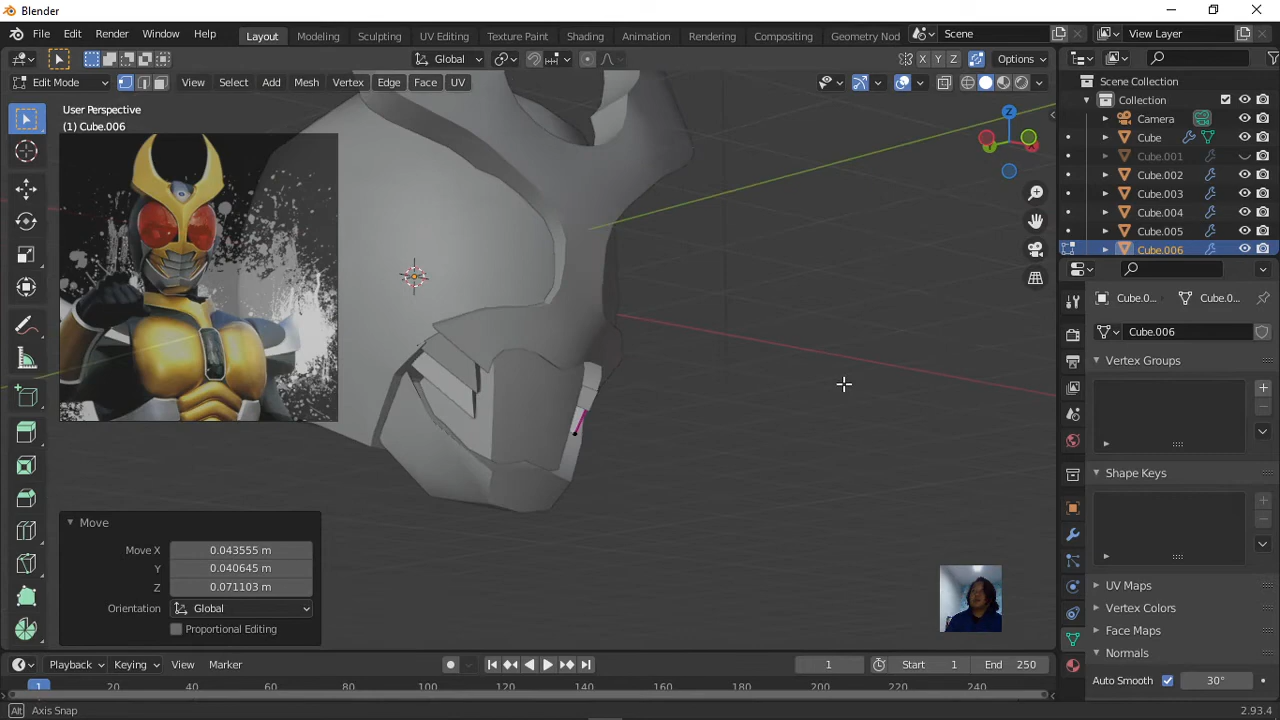 Blender
File Edit Render Window Help
Layout Modeling Sculpting UV Editing Texture Paint Shading Animation Rendering Compositing Geometry Nod
Scene
View Layer
Global
X Y Z
Options
Edit Mode
View Select Add Mesh Vertex Edge Face UV
User Perspective
(1) Cube.006
Z
Scene Collection
Collection
Camera
Cube
Cube.001
Cube.002
Cube.003
Cube.004
Cube.005
Cube.006
Cube.0...
Cube.0...
Cube.006
Vertex Groups
Shape Keys
UV Maps
Vertex Colors
Face Maps
Normals
Auto Smooth
30°
Move
Move X 0.043555 m
Y 0.040645 m
Z 0.071103 m
Orientation Global
Proportional Editing
Playback Keying View Marker
1
Start 1
End 250
1 20 40 60 80 100 120 140 160 180 200 220 240
Alt Axis Snap
2.93.4